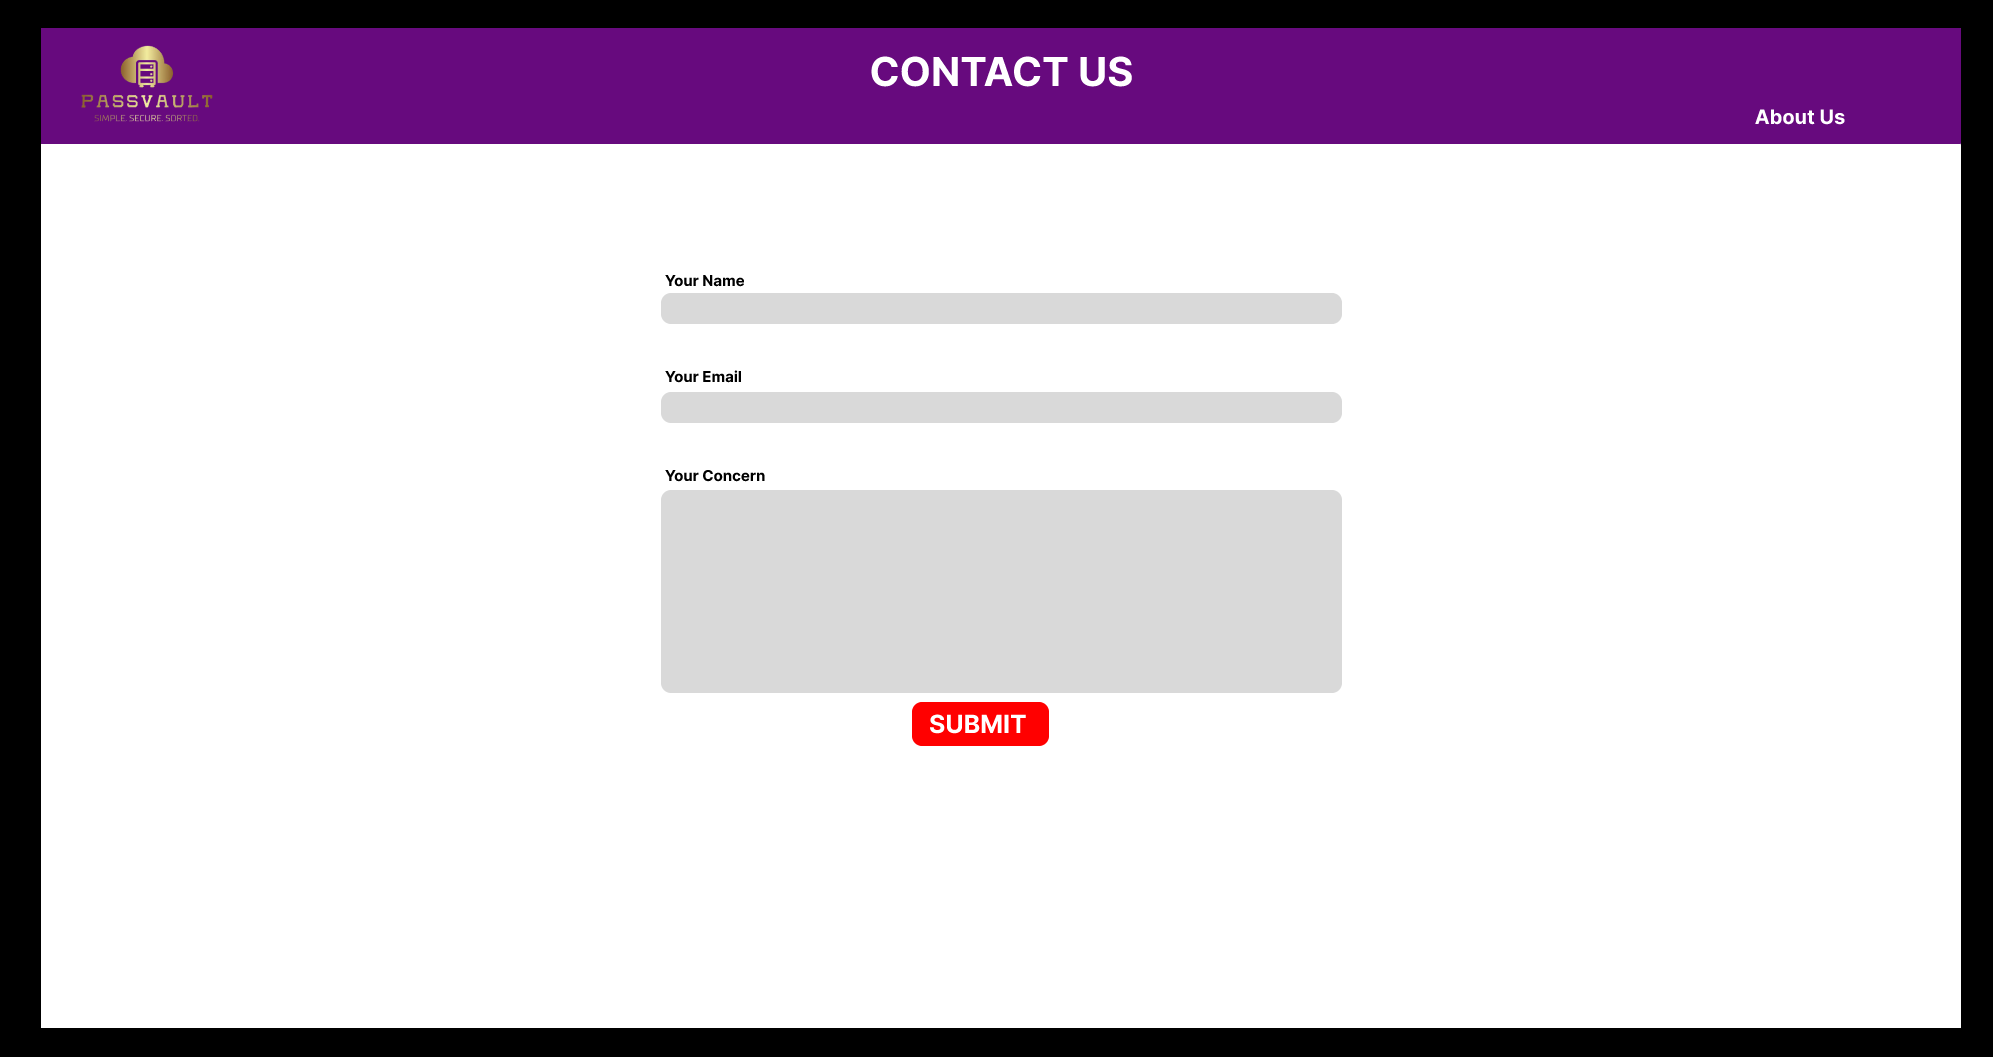 CONTACT US
PASSVAULT
SIMPLE. SECURE. SORTED.
About Us
Your Name
Your Email
Your Concern
SUBMIT